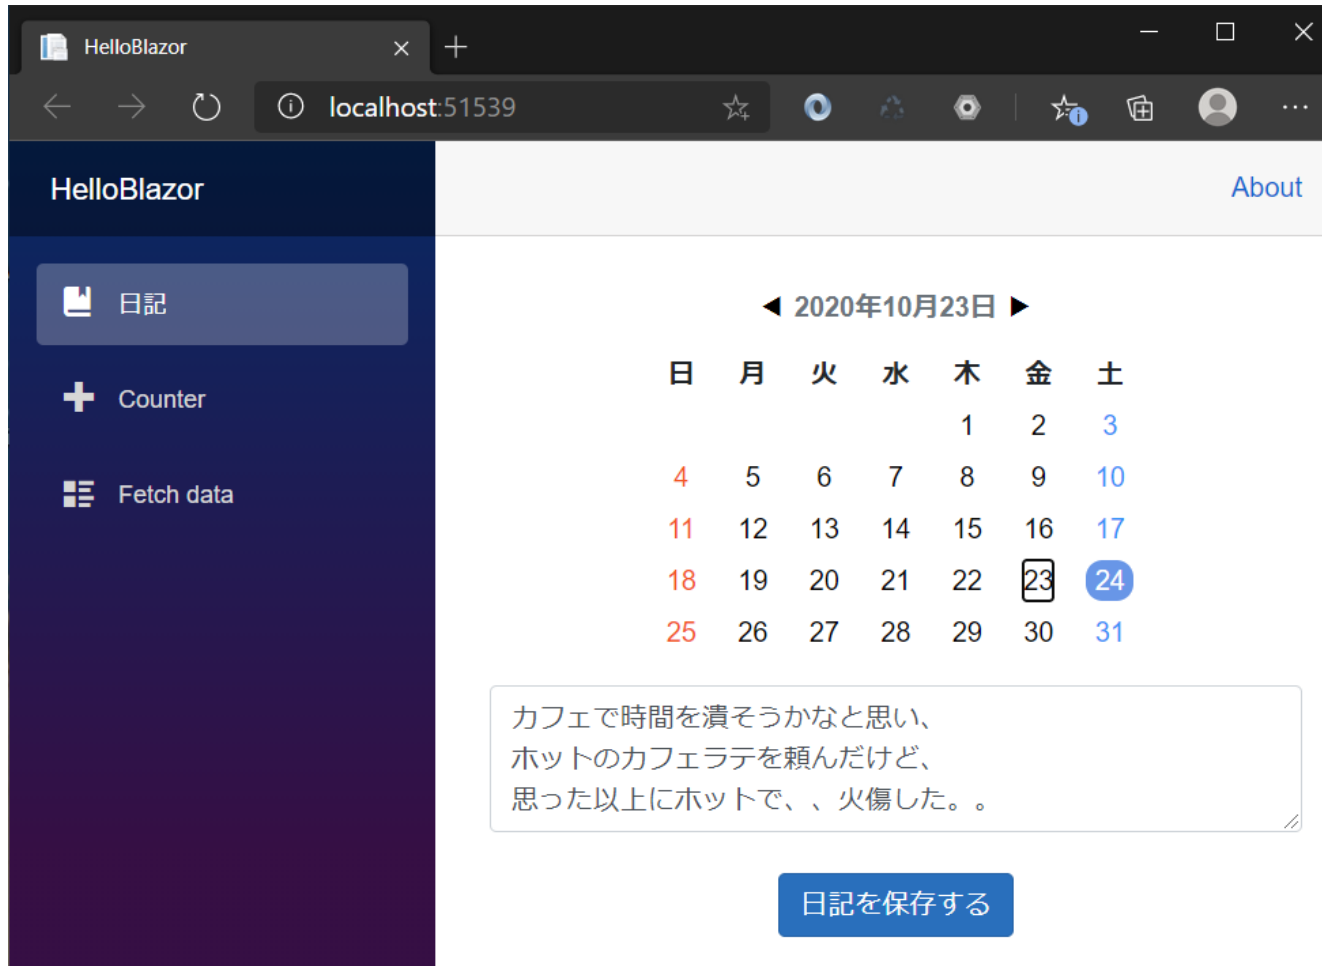 HelloBlazor
localhost:51539
HelloBlazor
About
日記
Counter
Fetch data
◀ 2020年10月23日 ▶
日 月 火 水 木 金 土
1 2 3
4 5 6 7 8 9 10
11 12 13 14 15 16 17
18 19 20 21 22 23 24
25 26 27 28 29 30 31
カフェで時間を潰そうかなと思い、
ホットのカフェラテを頼んだけど、
思った以上にホットで、、火傷した。。
日記を保存する